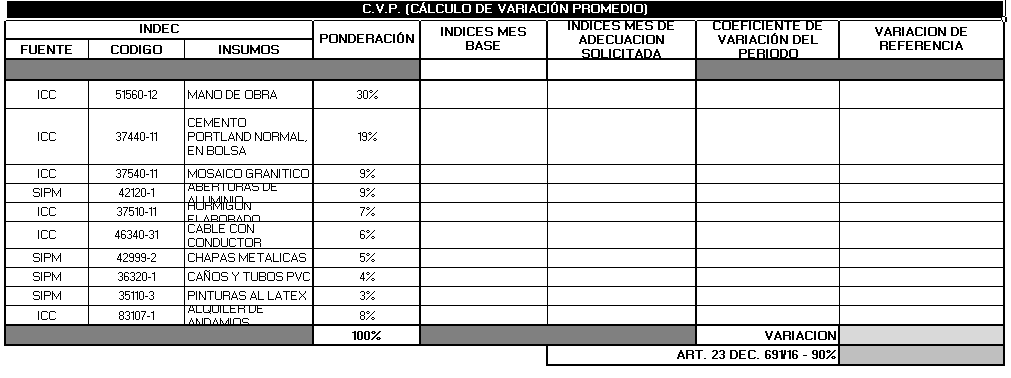 C.V.P. (CÁLCULO DE VARIACIÓN PROMEDIO)
INDEC PONDERACIÓN INDICES MES BASE INDICES MES DE ADECUACION SOLICITADA COEFICIENTE DE VARIACIÓN DEL PERIODO VARIACION DE REFERENCIA
FUENTE CODIGO INSUMOS
ICC 51560-12 MANO DE OBRA 30%
ICC 37440-11 CEMENTO PORTLAND NORMAL, EN BOLSA 19%
ICC 37540-11 MOSAICO GRANITICO 9%
SIPM 42120-1 ABERTURAS DE ALUMINIO 9%
ICC 37510-11 HORMIGON ELABORADO 7%
ICC 46340-31 CABLE CON CONDUCTOR 6%
SIPM 42999-2 CHAPAS METALICAS 5%
SIPM 36320-1 CAÑOS Y TUBOS PVC 4%
SIPM 35110-3 PINTURAS AL LATEX 3%
ICC 83107-1 ALQUILER DE ANDAMIOS 8%
100% VARIACION
ART. 23 DEC. 691/16 - 90%